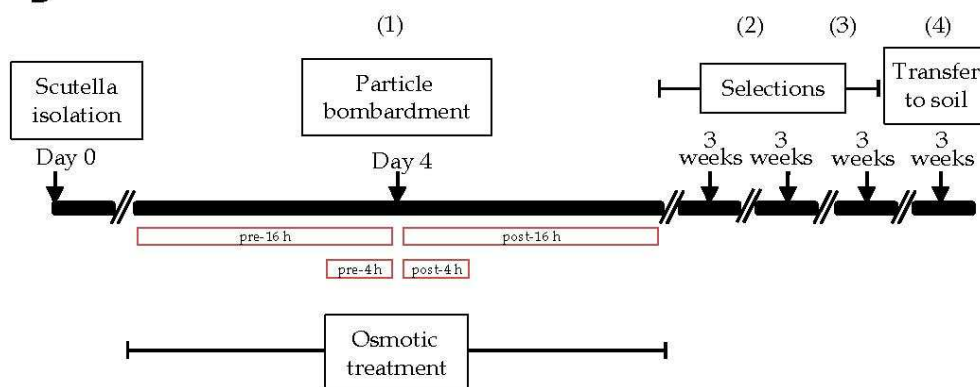 (1) (2) (3) (4)
Scutella
isolation
Particle
bombardment
Selections
Transfer
to soil
Day 0
Day 4
3
weeks
3
weeks
3
weeks
3
weeks
pre-16 h
post-16 h
pre-4 h
post-4 h
Osmotic
treatment